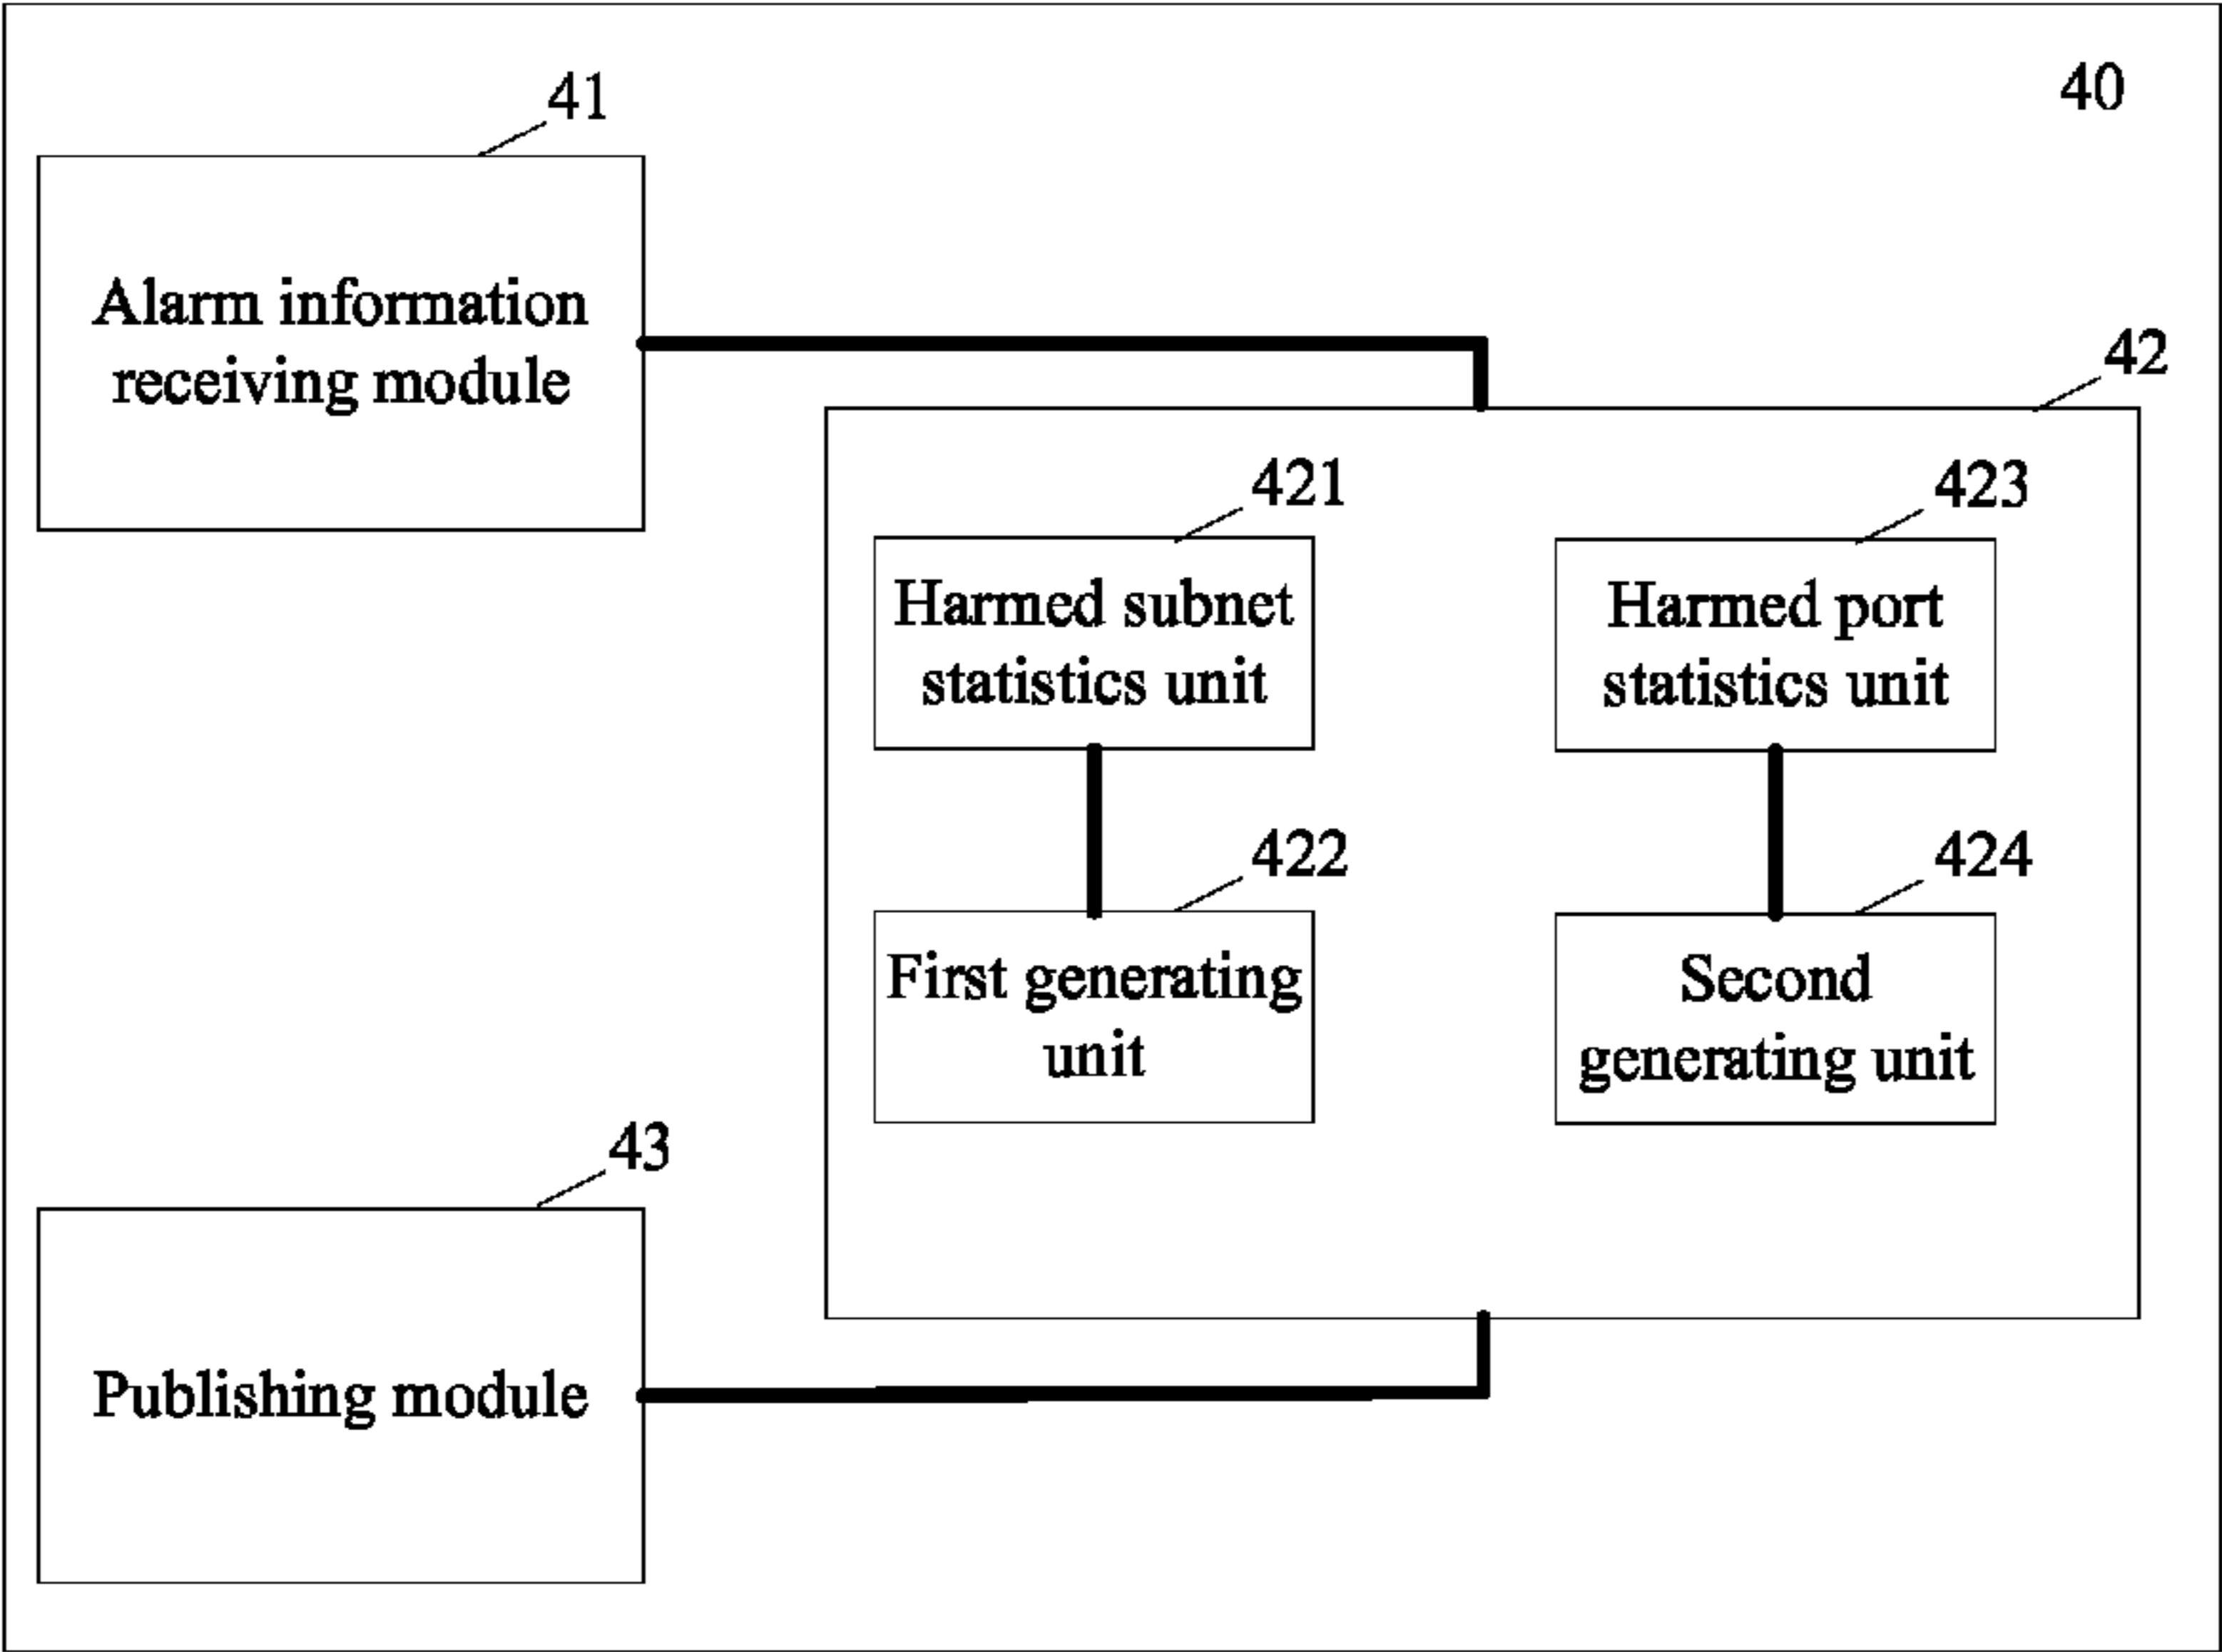 40
41
Alarm information
receiving module
42
421
Harmed subnet
statistics unit
423
Harmed port
statistics unit
422
First generating
unit
424
Second
generating unit
43
Publishing module